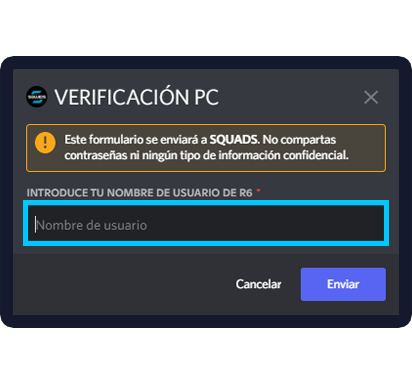 SQUADS
VERIFICACIÓN PC
Este formulario se enviará a SQUADS. No compartas
contraseñas ni ningún tipo de información confidencial.
INTRODUCE TU NOMBRE DE USUARIO DE R6 *
Nombre de usuario
Cancelar
Enviar